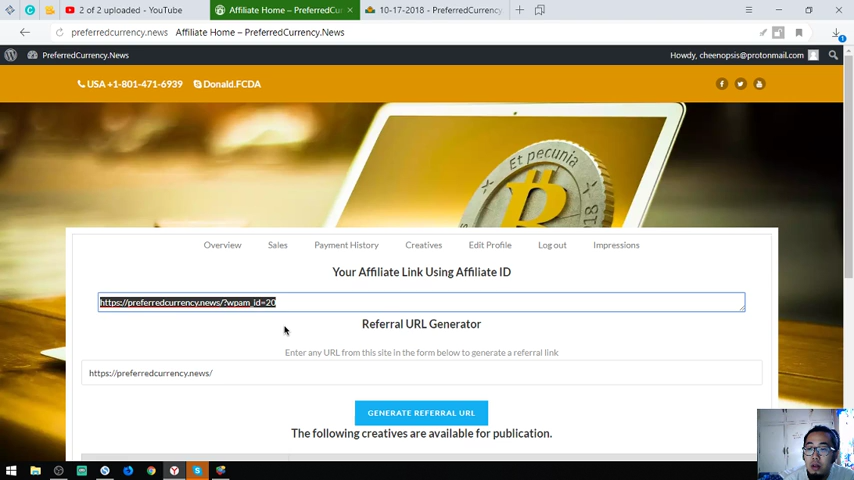 2 of 2 uploaded - YouTube
Affiliate Home – PreferredCurr
10-17-2018 - PreferredCurrency.
preferredcurrency.news Affiliate Home – PreferredCurrency.News
PreferredCurrency.News
Howdy, cheenopsis@protonmail.com
USA +1-801-471-6939
Donald.FCDA
Et pecunia
Overview
Sales
Payment History
Creatives
Edit Profile
Log out
Impressions
Your Affiliate Link Using Affiliate ID
https://preferredcurrency.news/?wpam_id=20
Referral URL Generator
Enter any URL from this site in the form below to generate a referral link
https://preferredcurrency.news/
GENERATE REFERRAL URL
The following creatives are available for publication.